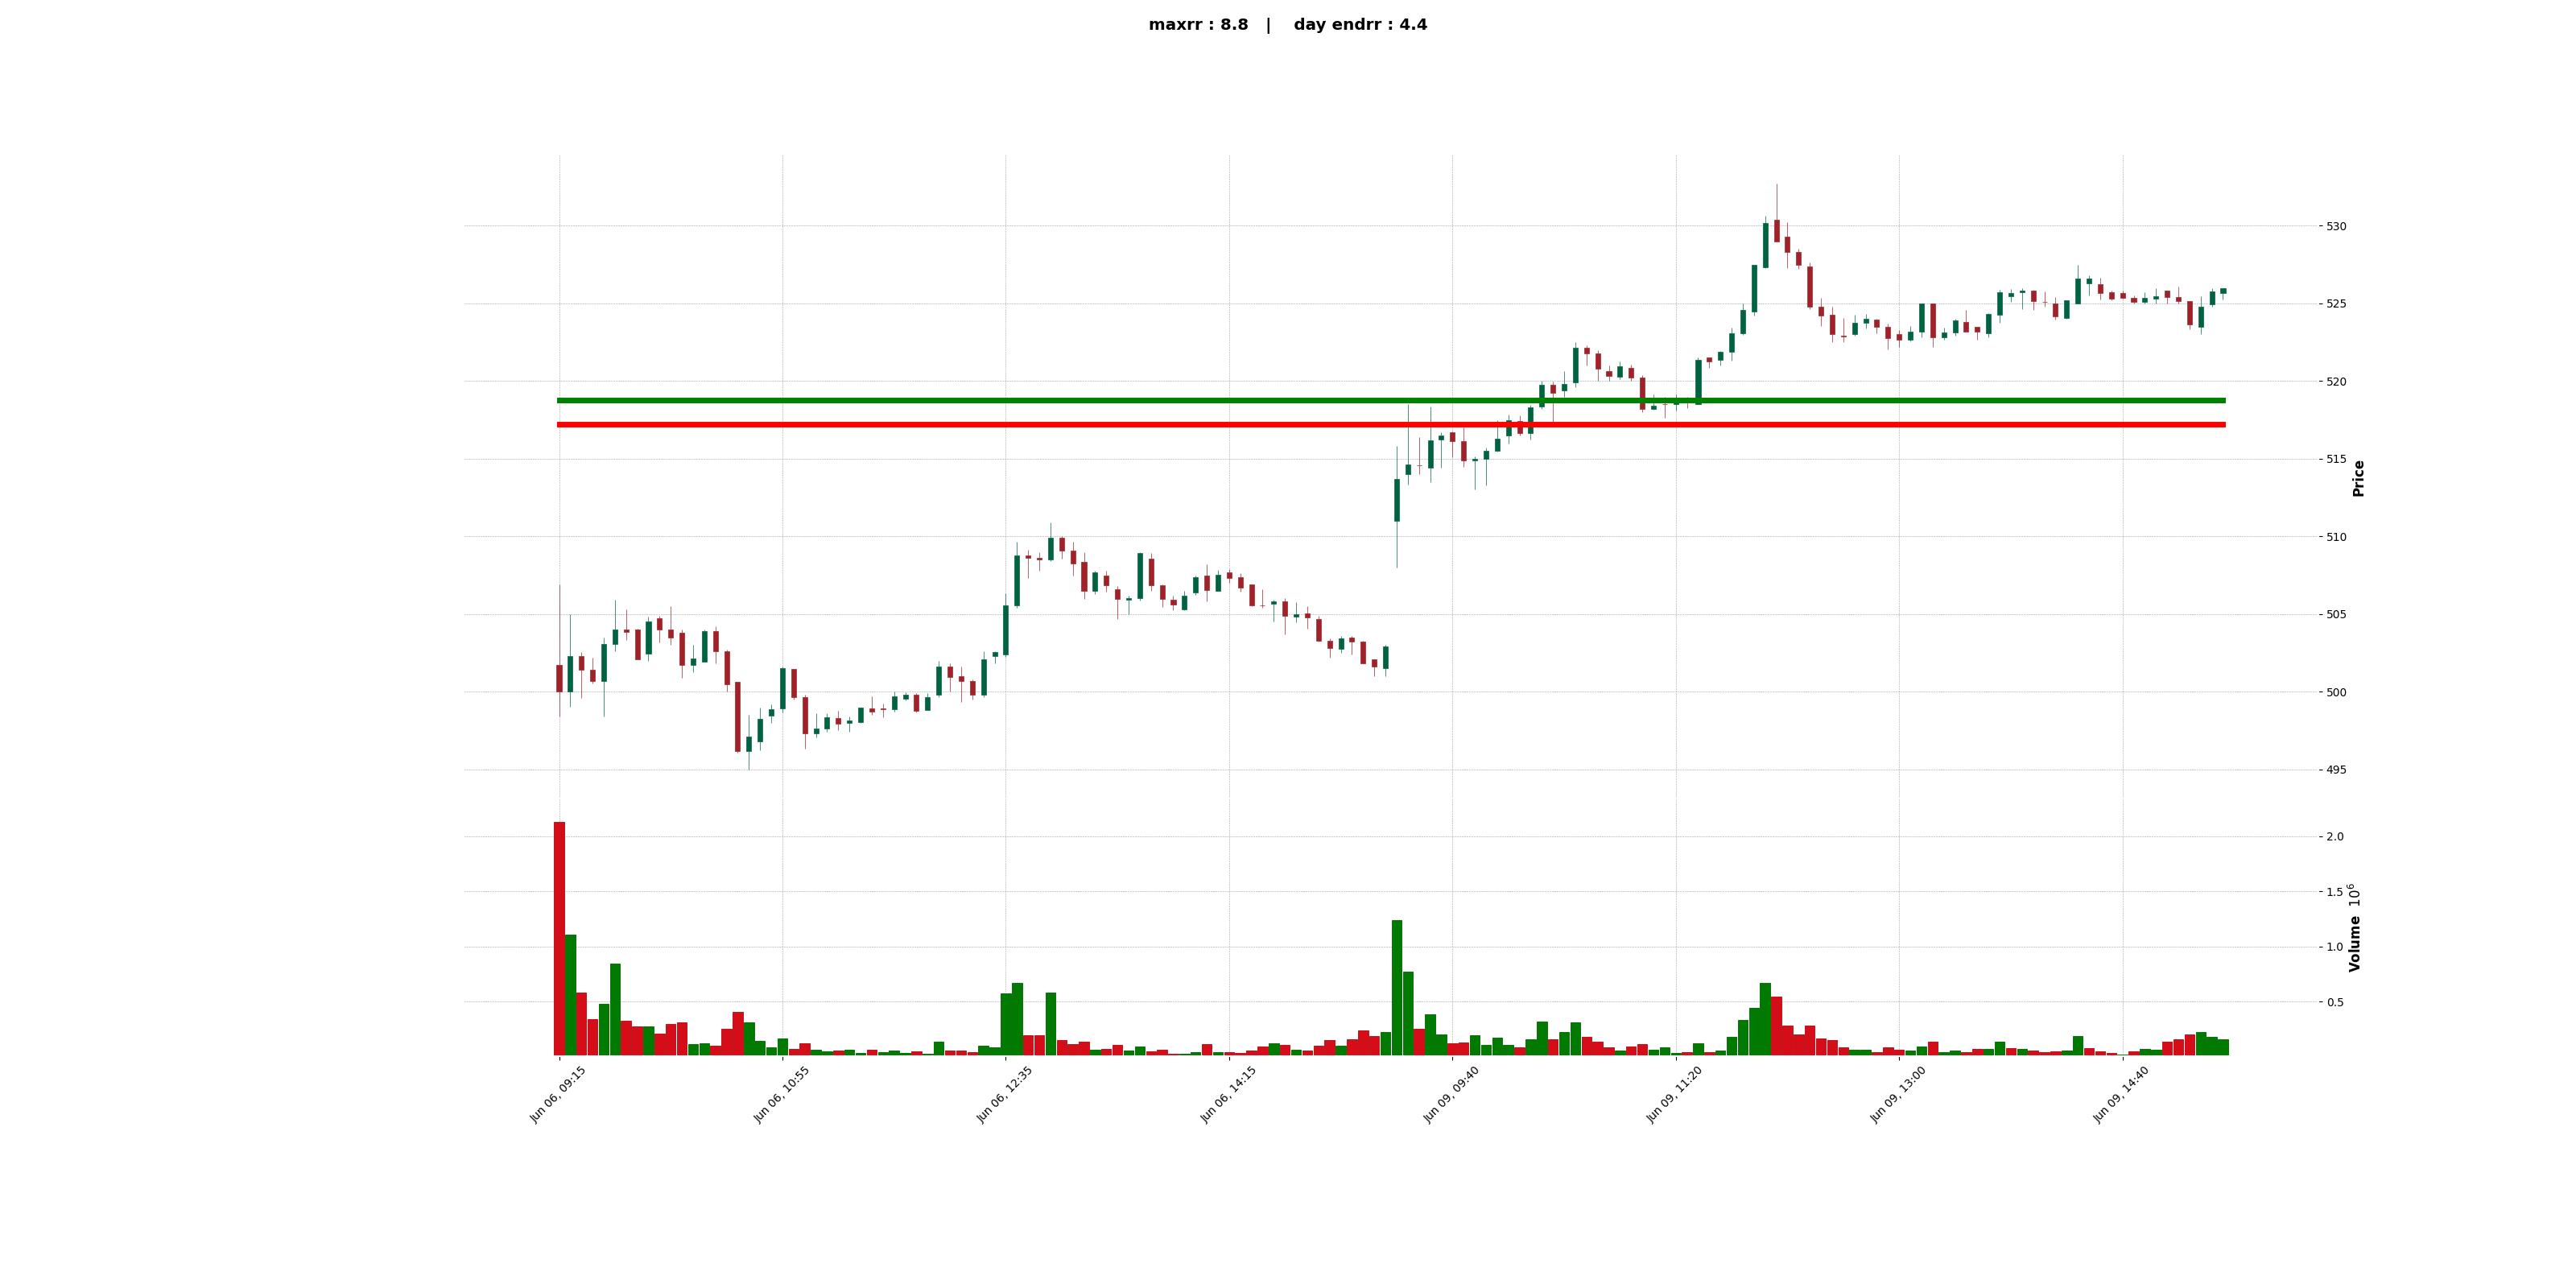 maxrr : 8.8 | day endrr : 4.4
530
525
520
515
510
505
500
495
Price
2.0
1.5
1.0
0.5
Volume 10^6
Jun 06, 09:15
Jun 06, 10:55
Jun 06, 12:35
Jun 06, 14:15
Jun 09, 09:40
Jun 09, 11:20
Jun 09, 13:00
Jun 09, 14:40